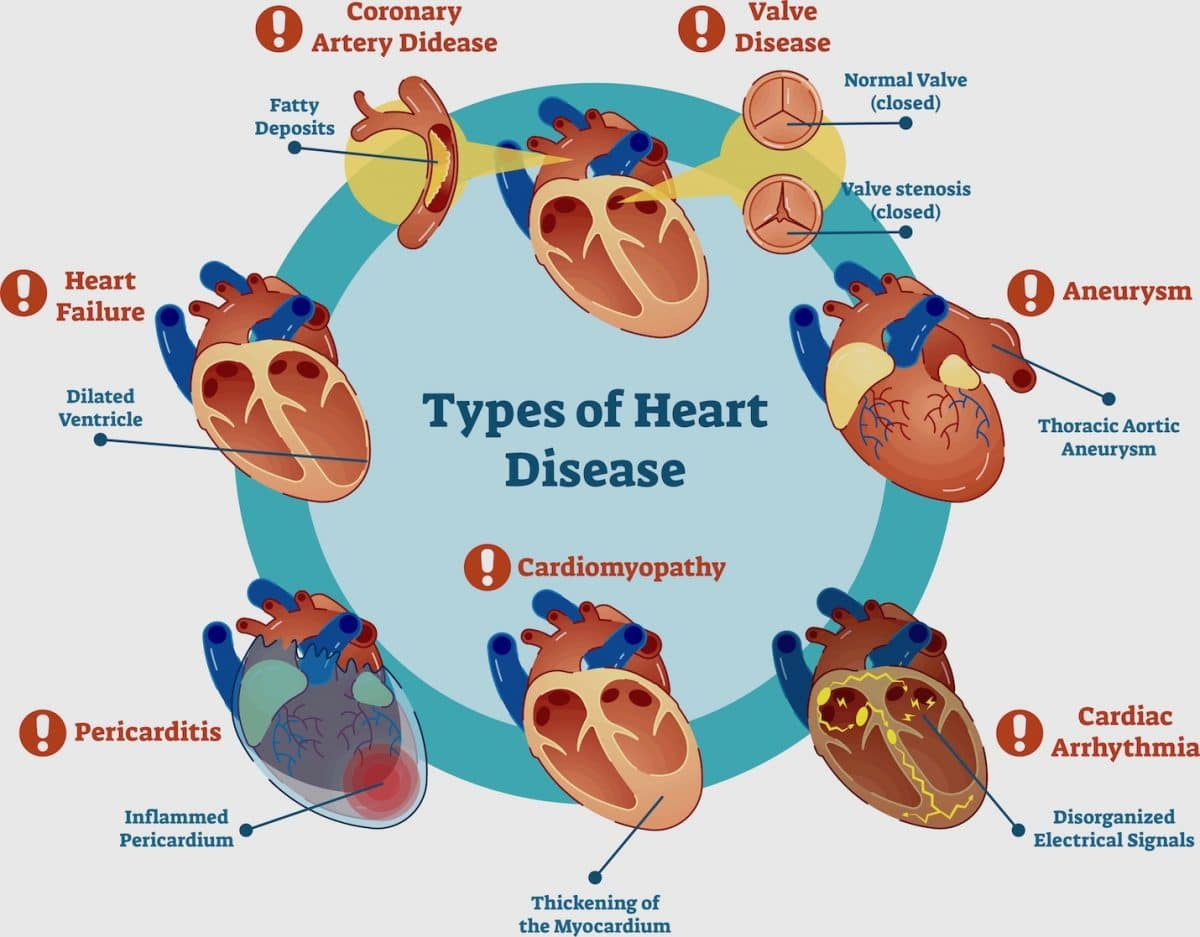 Coronary
Artery Didease
Valve
Disease
Fatty
Deposits
Normal Valve
(closed)
Valve stenosis
(closed)
Heart
Failure
Aneurysm
Dilated
Ventricle
Types of Heart
Disease
Thoracic Aortic
Aneurysm
Cardiomyopathy
Pericarditis
Cardiac
Arrhythmia
Inflammed
Pericardium
Disorganized
Electrical Signals
Thickening of
the Myocardium